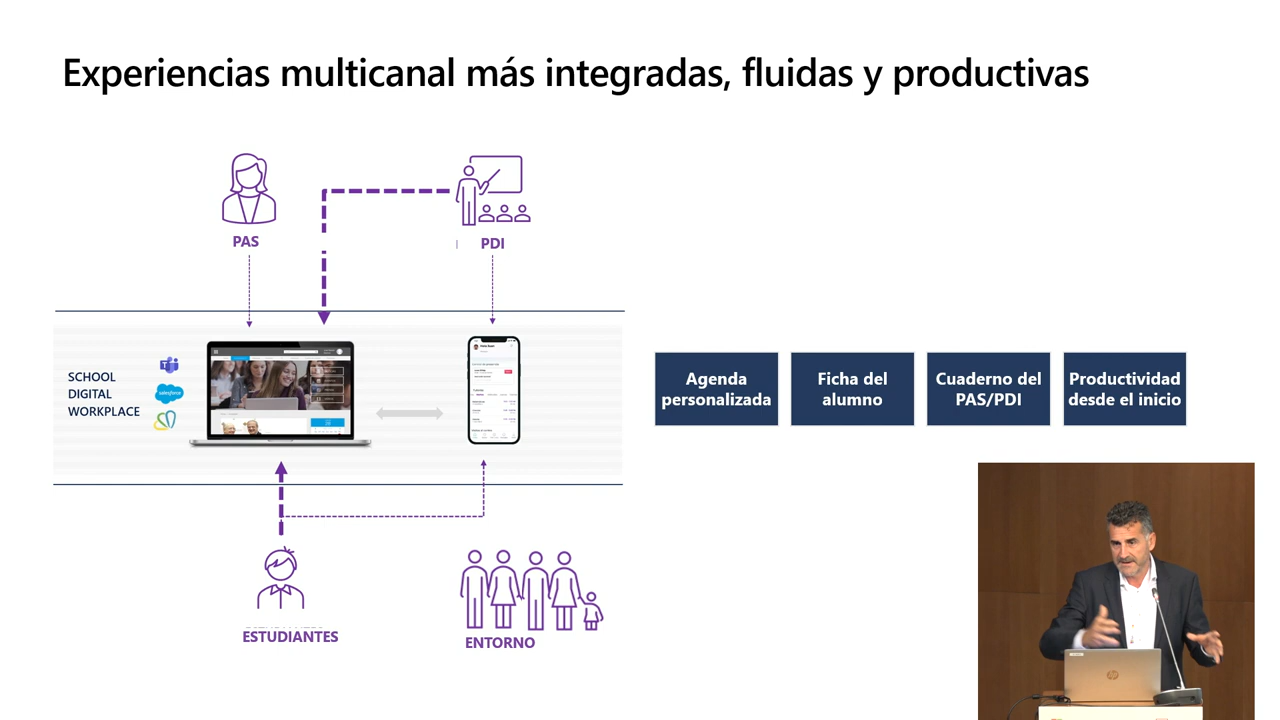 Experiencias multicanal más integradas, fluidas y productivas
PAS
PDI
SCHOOL
DIGITAL
WORKPLACE
salesforce
Agenda
personalizada
Ficha del
alumno
Cuaderno del
PAS/PDI
Productividad
desde el inicio
ESTUDIANTES
ENTORNO